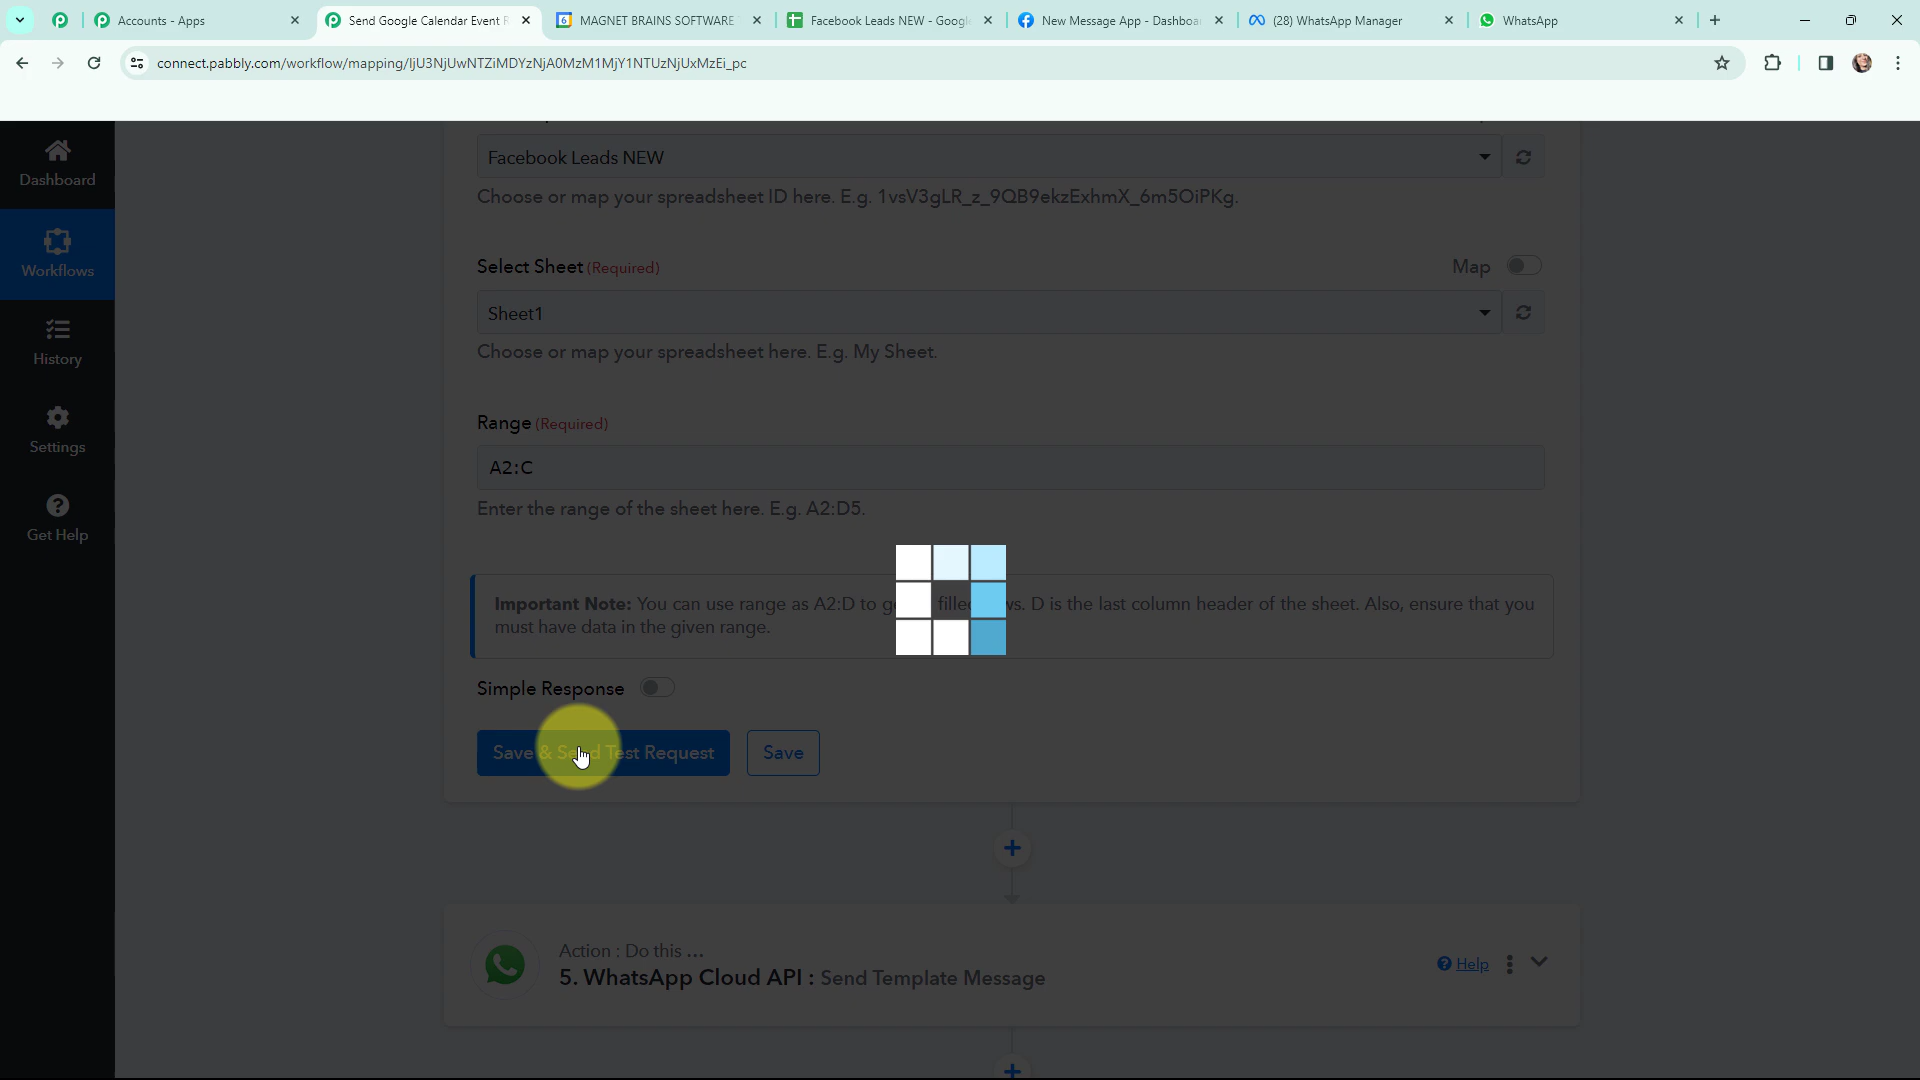 Accounts - Apps
Send Google Calendar Event R
MAGNET BRAINS SOFTWARE
Facebook Leads NEW - Google
New Message App - Dashboa
(28) WhatsApp Manager
WhatsApp
connect.pabbly.com/workflow/mapping/IjU3NjUwNTZiMDYzNjA0MzM1MjY1NTUzNjUxMzEi_pc
Dashboard
Workflows
History
Settings
Get Help
Facebook Leads NEW
Choose or map your spreadsheet ID here. E.g. 1vsV3gLR_z_9QB9ekzExhmX_6m5OiPKg.
Select Sheet (Required)
Map
Sheet1
Choose or map your spreadsheet here. E.g. My Sheet.
Range (Required)
A2:C
Enter the range of the sheet here. E.g. A2:D5.
Important Note: You can use range as A2:D to filled D is the last column header of the sheet. Also, ensure that you
must have data in the given range.
Simple Response
Save & Send Test Request
Save
Action : Do this ...
5. WhatsApp Cloud API : Send Template Message
Help